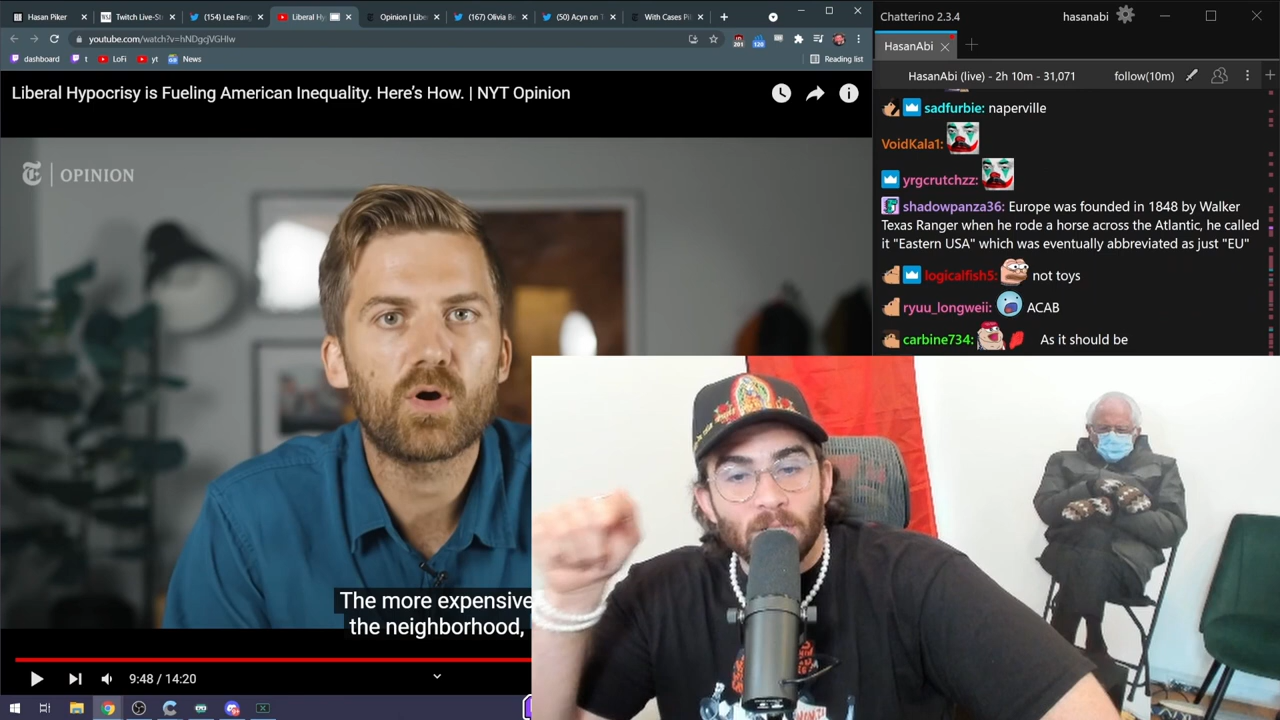 Hasan Piker
Twitch Live-St
(154) Lee Fang
Liberal Hy
Opinion | Libe
(167) Olivia Be
(50) Acyn on T
With Cases Pi
youtube.com/watch?v=hNDgcjVGHIw
201
120
dashboard
t
LoFi
yt
News
Reading list
Liberal Hypocrisy is Fueling American Inequality. Here's How. | NYT Opinion
OPINION
The more expensive
the neighborhood,
9:48 / 14:20
Chatterino 2.3.4
hasanabi
HasanAbi
HasanAbi (live) - 2h 10m - 31,071
follow(10m)
sadfurbie: naperville
VoidKala1:
yrgcrutchzz:
shadowpanza36: Europe was founded in 1848 by Walker
Texas Ranger when he rode a horse across the Atlantic, he called
it "Eastern USA" which was eventually abbreviated as just "EU"
logicalfish5: not toys
ryuu_longweii: ACAB
carbine734: As it should be